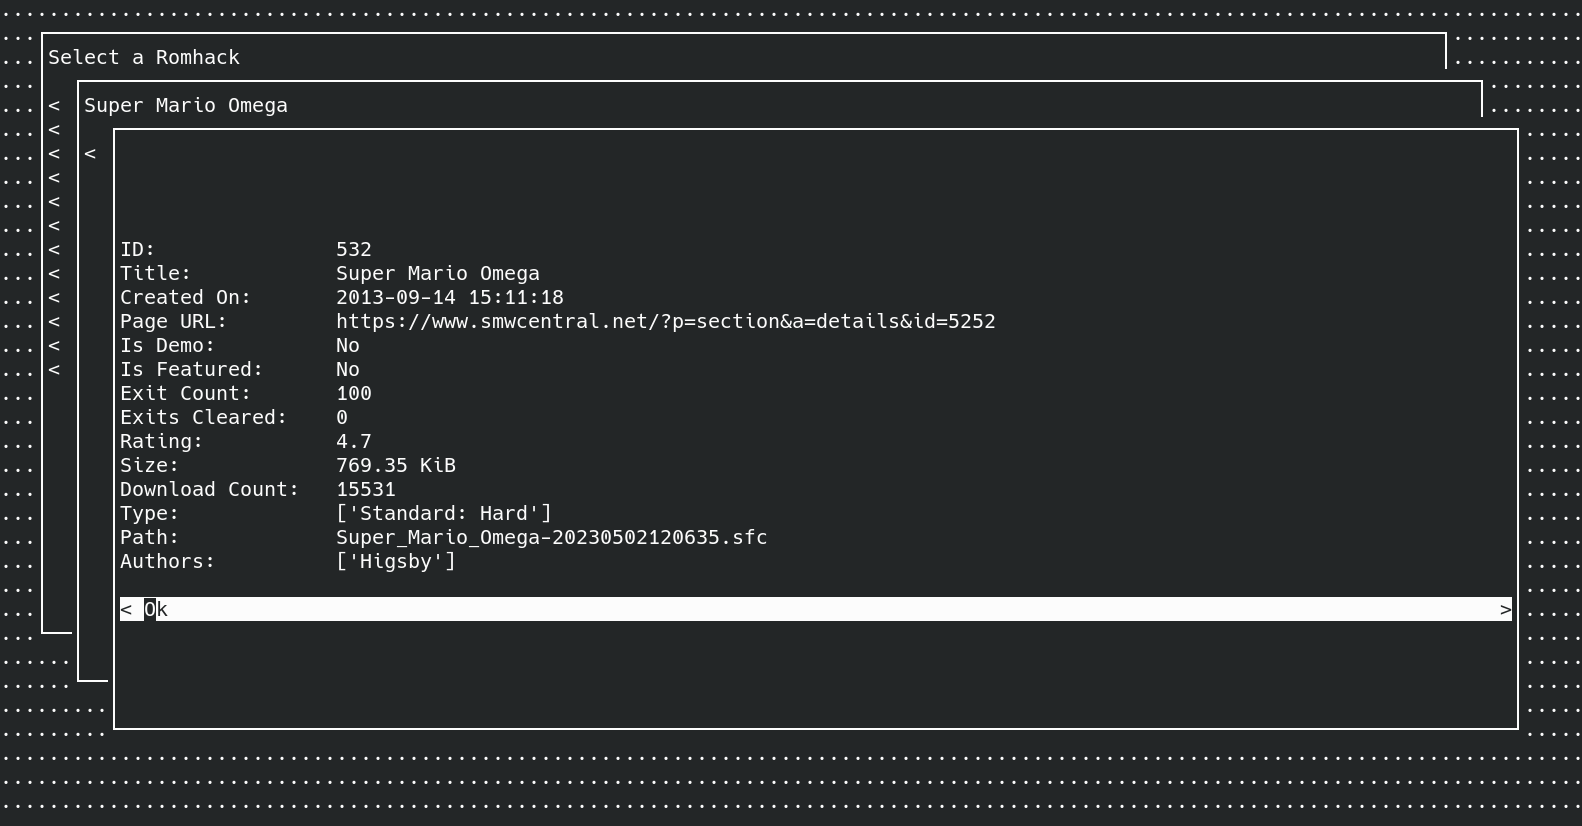 Select a Romhack
< Super Mario Omega
<
< <
<
<
<
< ID: 532
< Title: Super Mario Omega
< Created On: 2013-09-14 15:11:18
< Page URL: https://www.smwcentral.net/?p=section&a=details&id=5252
< Is Demo: No
< Is Featured: No
Exit Count: 100
Exits Cleared: 0
Rating: 4.7
Size: 769.35 KiB
Download Count: 15531
Type: ['Standard: Hard']
Path: Super_Mario_Omega-20230502120635.sfc
Authors: ['Higsby']
< Ok >